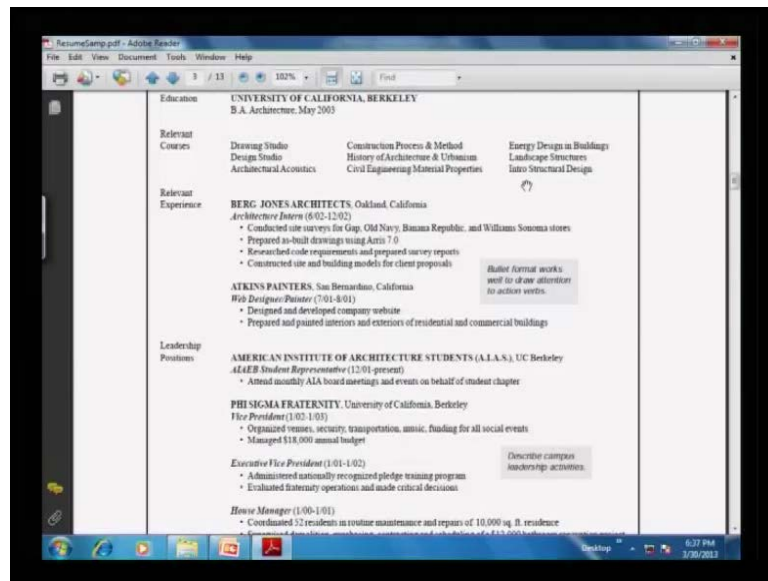 ResumeSamp.pdf - Adobe Reader
File Edit View Document Tools Window Help
3 / 13 102% Find
Education UNIVERSITY OF CALIFORNIA, BERKELEY
B.A. Architecture, May 2003
Relevant
Courses Drawing Studio Construction Process & Method Energy Design in Buildings
Design Studio History of Architecture & Urbanism Landscape Structures
Architectural Acoustics Civil Engineering Material Properties Intro Structural Design
Relevant
Experience BERG JONES ARCHITECTS, Oakland, California
Architecture Intern (6/02-12/02)
• Conducted site surveys for Gap, Old Navy, Banana Republic, and Williams Sonoma stores
• Prepared as-built drawings using Arris 7.0
• Researched code requirements and prepared survey reports
• Constructed site and building models for client proposals
Bullet format works
well to draw attention
to action verbs.
ATKINS PAINTERS, San Bernardino, California
Web Designer/Painter (7/01-8/01)
• Designed and developed company website
• Prepared and painted interiors and exteriors of residential and commercial buildings
Leadership
Positions AMERICAN INSTITUTE OF ARCHITECTURE STUDENTS (A.I.A.S.), UC Berkeley
AIAEB Student Representative (12/01-present)
• Attend monthly AIA board meetings and events on behalf of student chapter
PHI SIGMA FRATERNITY, University of California, Berkeley
Vice President (1/02-1/03)
• Organized venues, security, transportation, music, funding for all social events
• Managed $18,000 annual budget
Describe campus
leadership activities.
Executive Vice President (1/01-1/02)
• Administered nationally recognized pledge training program
• Evaluated fraternity operations and made critical decisions
House Manager (1/00-1/01)
• Coordinated 52 residents in routine maintenance and repairs of 10,000 sq. ft. residence
Desktop 6:37 PM
3/30/2013